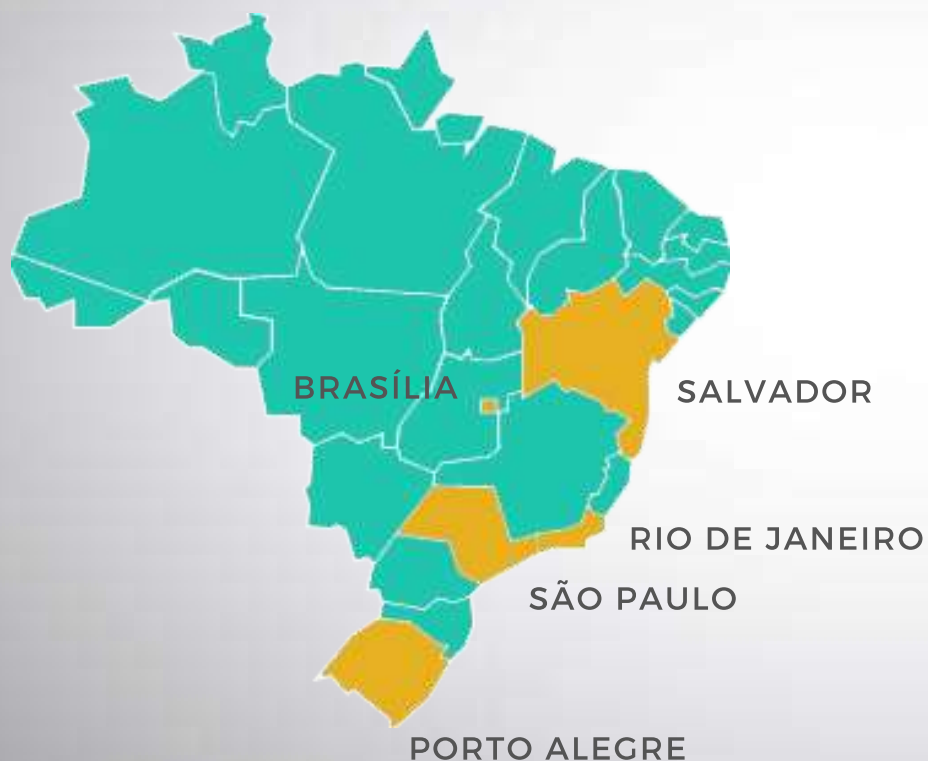 BRASÍLIA
SALVADOR
RIO DE JANEIRO
SÃO PAULO
PORTO ALEGRE